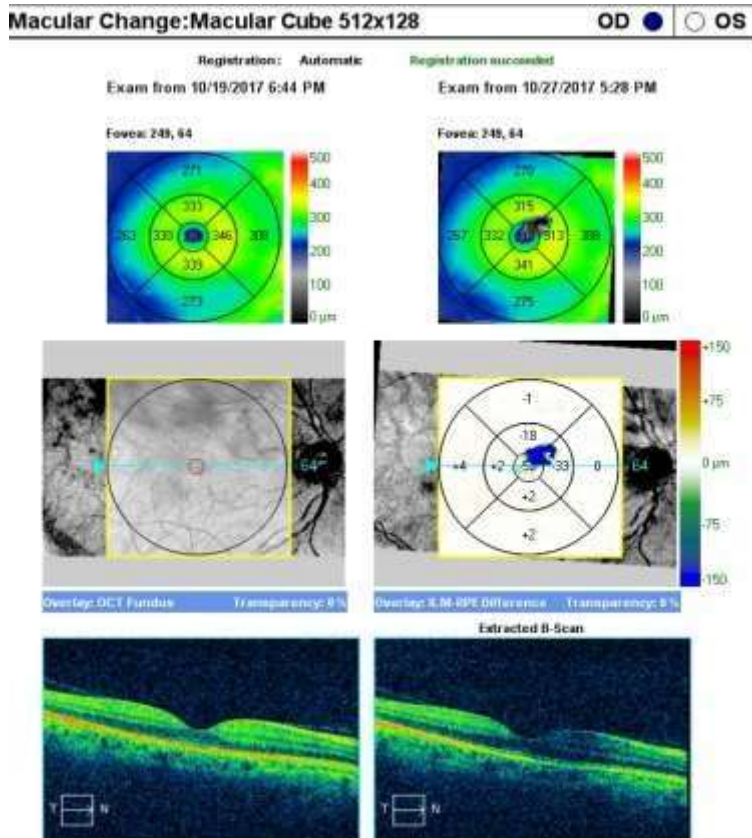 Macular Change:Macular Cube 512x128 OD OS
Registration: Automatic Registration succeeded
Exam from 10/19/2017 6:44 PM Exam from 10/27/2017 5:28 PM
Fovea: 249, 64 Fovea: 249, 64
271 500 270 500
400 400
333 315
300 300
263 330 346 308 267 332 313 308
200 200
339 341
100 100
273 275
0 µm 0 µm
+150
-1
+75
-18
64 +4 +2 -33 0 64 0 µm
+2
-75
+2
-150
Overlay: OCT Fundus Transparency: 0 % Overlay: ILM-RPE Difference Transparency: 0 %
Extracted B-Scan
T N T N